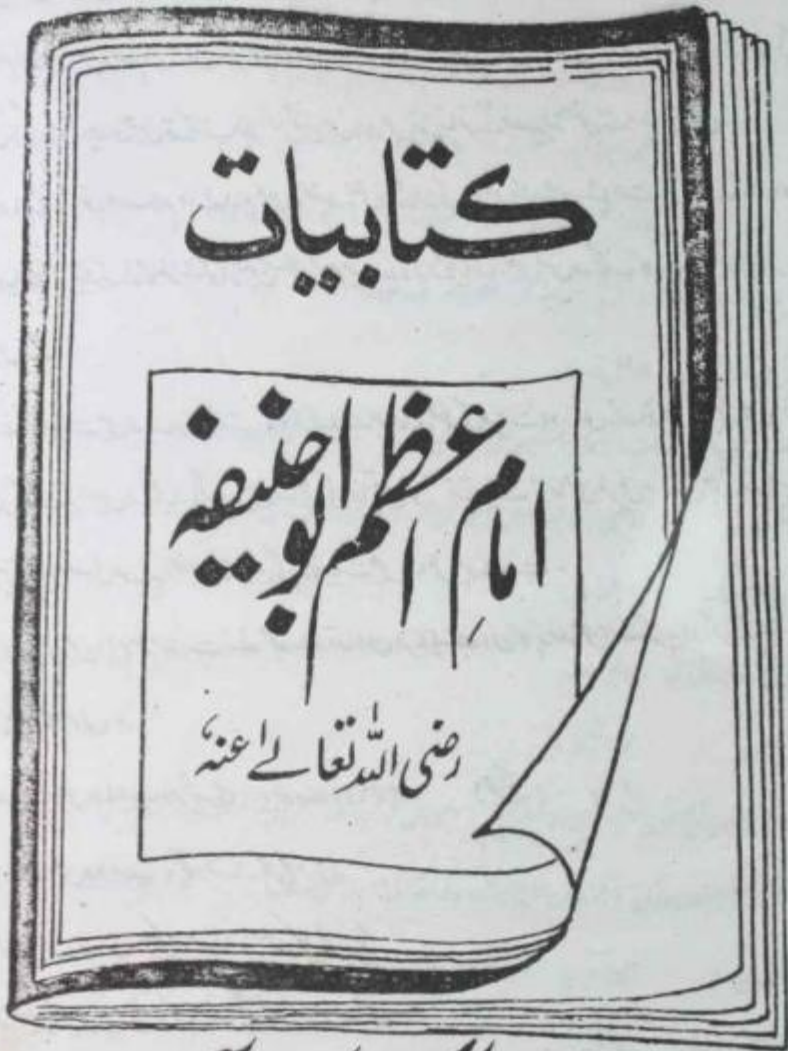 کتابیات
امام اعظم ابو حنیفہ
رضی اللہ تعالےٰ عنہ